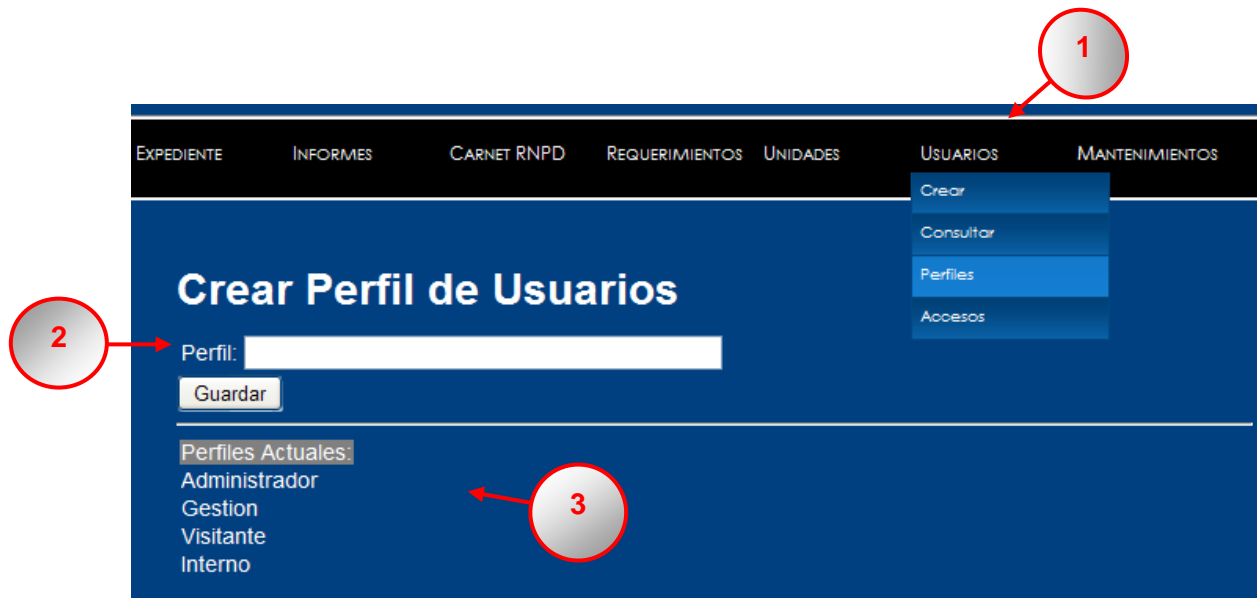 1
EXPEDIENTE INFORMES CARNET RNPD REQUERIMIENTOS UNIDADES USUARIOS MANTENIMIENTOS
Crear
Consultar
Perfiles
Accesos
Crear Perfil de Usuarios
2
Perfil:
Guardar
Perfiles Actuales:
Administrador
Gestion
Visitante
Interno
3